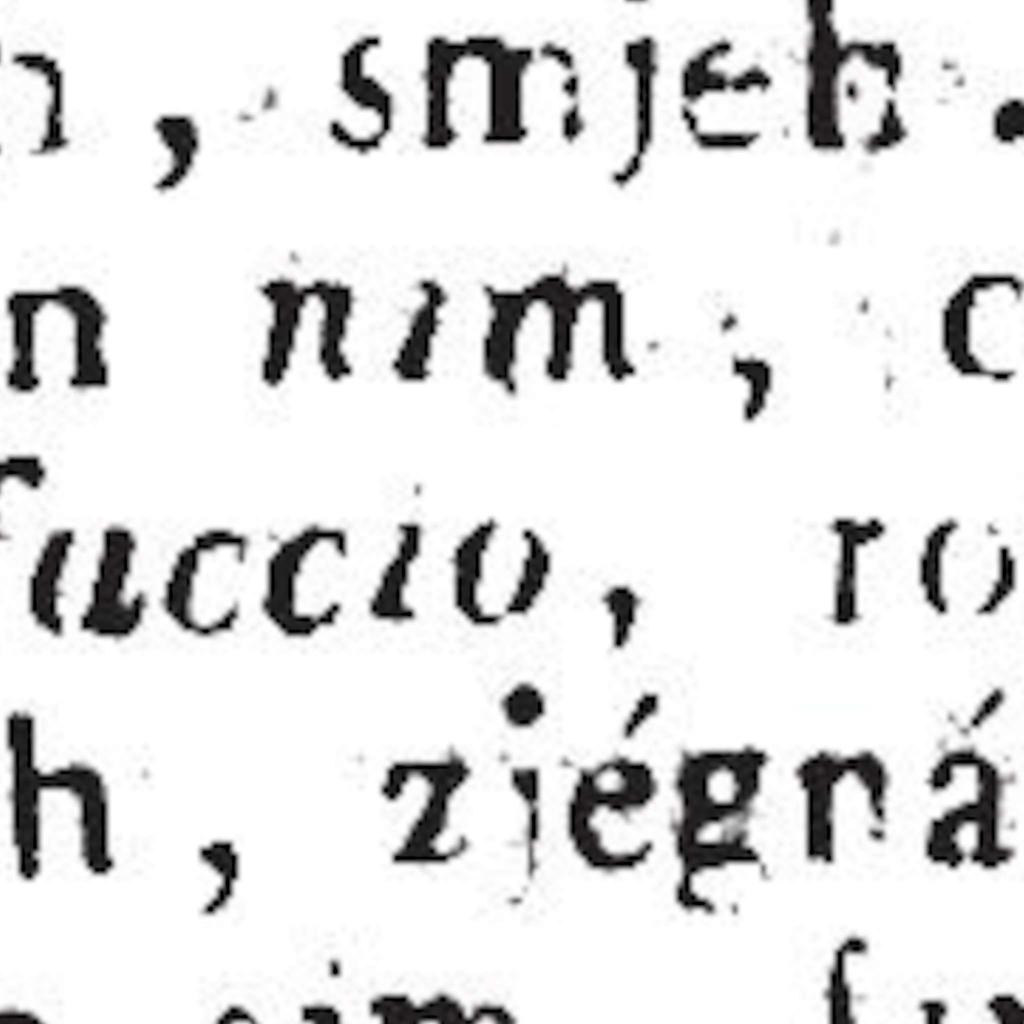 , smjeh.
n nim, c
uccio, ro
h, zjégná